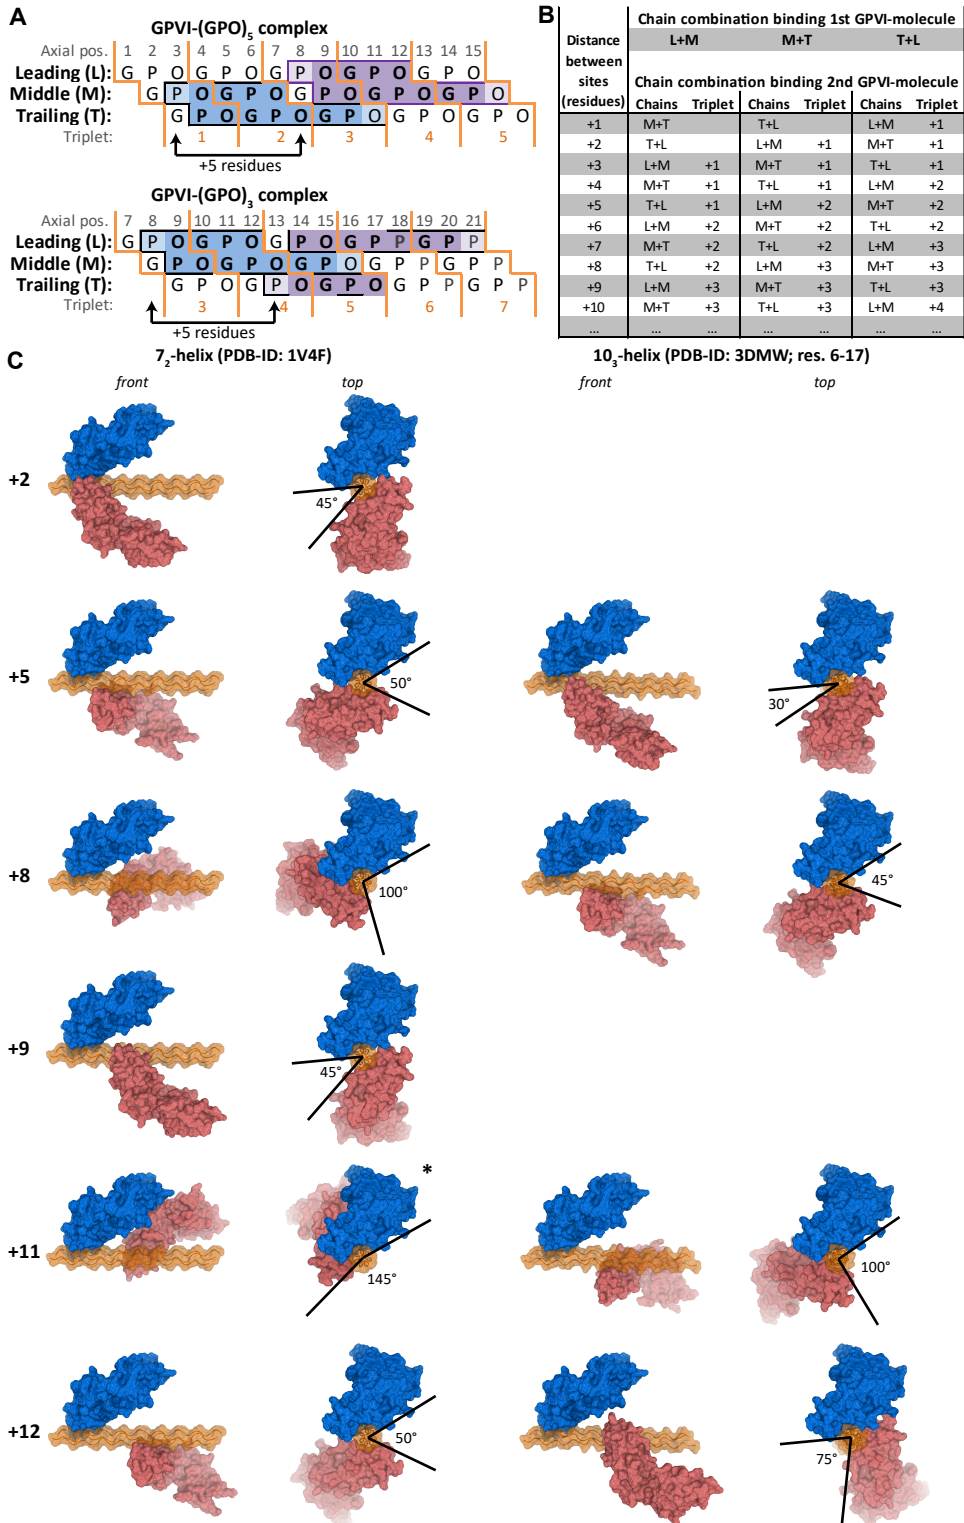 A
GPVI-(GPO)5 complex
Axial pos. 1 2 3 4 5 6 7 8 9 10 11 12 13 14 15
Leading (L): G P O G P O G P O G P O G P O
Middle (M): G P O G P O G P O G P O G P O
Trailing (T): G P O G P O G P O G P O G P O
Triplet: 1 2 3 4 5
+5 residues
GPVI-(GPO)3 complex
Axial pos. 7 8 9 10 11 12 13 14 15 16 17 18 19 20 21
Leading (L): G P O G P O G P O G P P G P P
Middle (M): G P O G P O G P O G P P G P P
Trailing (T): G P O G P O G P O G P P G P P
Triplet: 3 4 5 6 7
+5 residues
B
Distance between sites (residues)
Chain combination binding 1st GPVI-molecule
L+M M+T T+L
Chain combination binding 2nd GPVI-molecule
Chains Triplet Chains Triplet Chains Triplet
+1 M+T T+L L+M +1
+2 T+L L+M +1 M+T +1
+3 L+M +1 M+T +1 T+L +1
+4 M+T +1 T+L +1 L+M +2
+5 T+L +1 L+M +2 M+T +2
+6 L+M +2 M+T +2 T+L +2
+7 M+T +2 T+L +2 L+M +3
+8 T+L +2 L+M +3 M+T +3
+9 L+M +3 M+T +3 T+L +3
+10 M+T +3 T+L +3 L+M +4
... ... ... ... ... ... ...
C
72-helix (PDB-ID: 1V4F)
103-helix (PDB-ID: 3DMW; res. 6-17)
front top front top
+2
45°
+5
50°
30°
+8
100°
45°
+9
45°
+11
*
145°
100°
+12
50°
75°